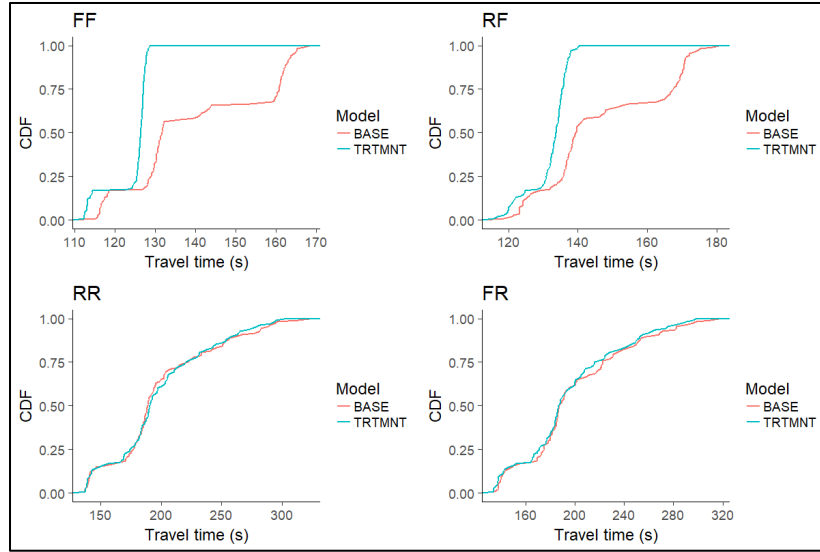 FF
1.00
0.75
0.50
0.25
0.00
CDF
110 120 130 140 150 160 170
Travel time (s)
Model
BASE
TRTMNT
RF
1.00
0.75
0.50
0.25
0.00
CDF
120 140 160 180
Travel time (s)
Model
BASE
TRTMNT
RR
1.00
0.75
0.50
0.25
0.00
CDF
150 200 250 300
Travel time (s)
Model
BASE
TRTMNT
FR
1.00
0.75
0.50
0.25
0.00
CDF
160 200 240 280 320
Travel time (s)
Model
BASE
TRTMNT